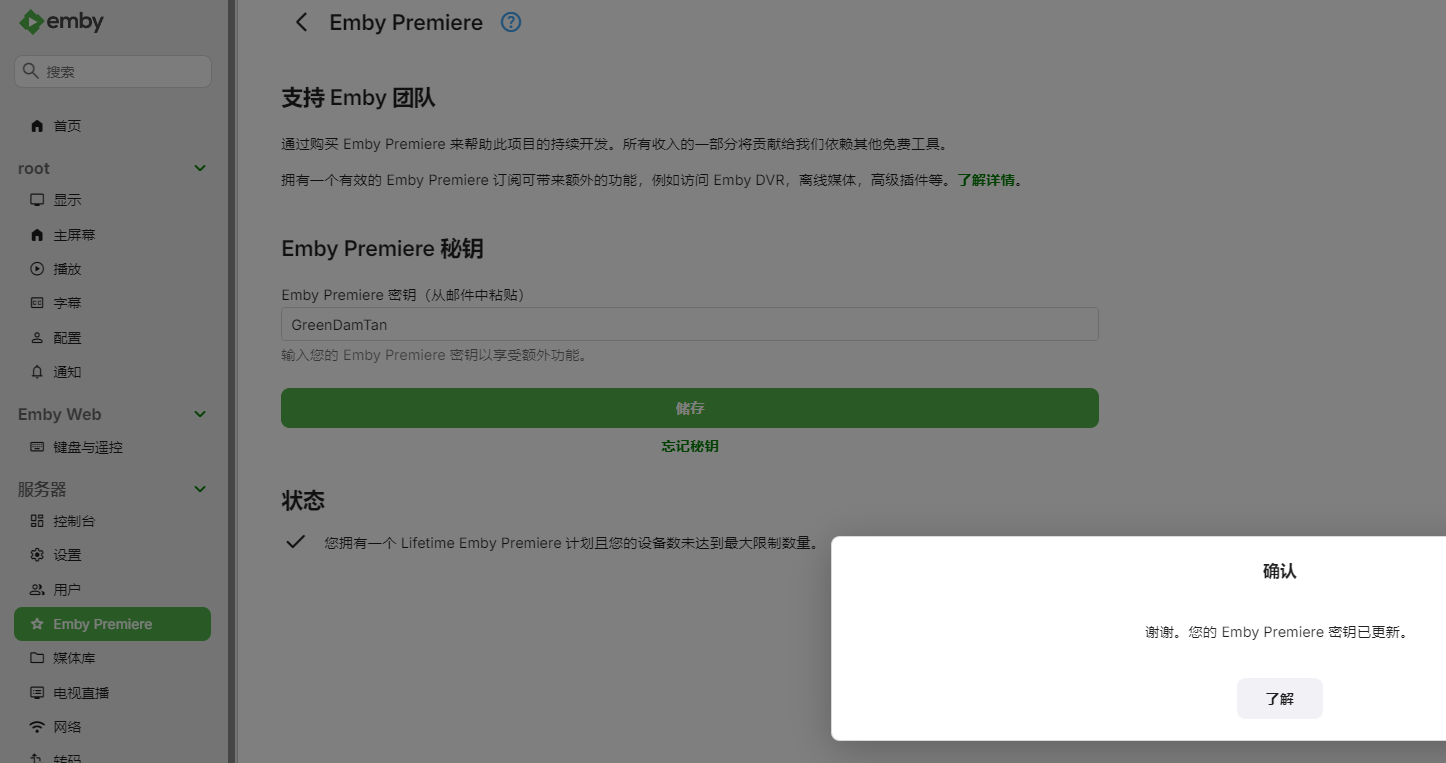 emby
Emby Premiere
搜索
首页
root
显示
主屏幕
播放
字幕
配置
通知
Emby Web
键盘与遥控
服务器
控制台
设置
用户
Emby Premiere
媒体库
电视直播
网络
转码
支持 Emby 团队
通过购买 Emby Premiere 来帮助此项目的持续开发。所有收入的一部分将贡献给我们依赖其他免费工具。
拥有一个有效的 Emby Premiere 订阅可带来额外的功能，例如访问 Emby DVR，离线媒体，高级插件等。了解详情。
Emby Premiere 秘钥
Emby Premiere 密钥（从邮件中粘贴）
GreenDamTan
输入您的 Emby Premiere 密钥以享受额外功能。
储存
忘记秘钥
状态
您拥有一个 Lifetime Emby Premiere 计划且您的设备数未达到最大限制数量。
确认
谢谢。您的 Emby Premiere 密钥已更新。
了解